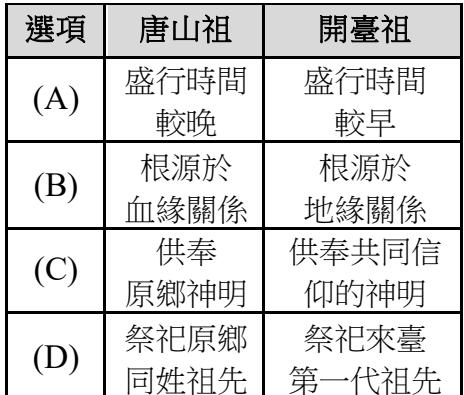 選項 唐山祖 開臺祖
(A) 盛行時間 較晚 盛行時間 較早
(B) 根源於 血緣關係 根源於 地緣關係
(C) 供奉 原鄉神明 供奉共同信 仰的神明
(D) 祭祀原鄉 同姓祖先 祭祀來臺 第一代祖先